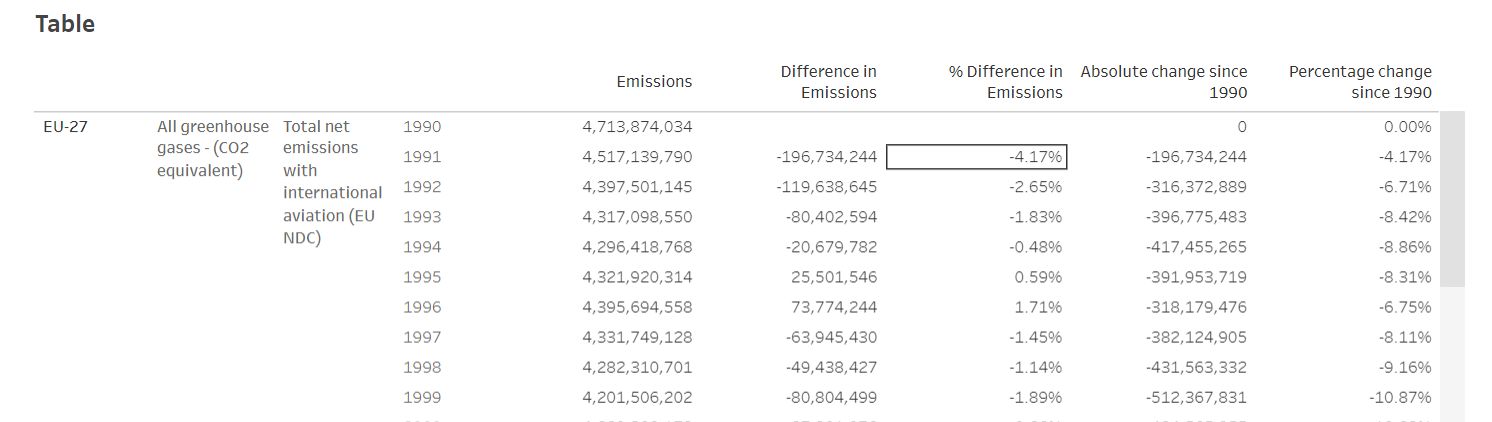 Table
Emissions Difference in Emissions % Difference in Emissions Absolute change since 1990 Percentage change since 1990
EU-27 All greenhouse gases - (CO2 equivalent) Total net emissions with international aviation (EU NDC)
1990 4,713,874,034 0 0.00%
1991 4,517,139,790 -196,734,244 -4.17% -196,734,244 -4.17%
1992 4,397,501,145 -119,638,645 -2.65% -316,372,889 -6.71%
1993 4,317,098,550 -80,402,594 -1.83% -396,775,483 -8.42%
1994 4,296,418,768 -20,679,782 -0.48% -417,455,265 -8.86%
1995 4,321,920,314 25,501,546 0.59% -391,953,719 -8.31%
1996 4,395,694,558 73,774,244 1.71% -318,179,476 -6.75%
1997 4,331,749,128 -63,945,430 -1.45% -382,124,905 -8.11%
1998 4,282,310,701 -49,438,427 -1.14% -431,563,332 -9.16%
1999 4,201,506,202 -80,804,499 -1.89% -512,367,831 -10.87%